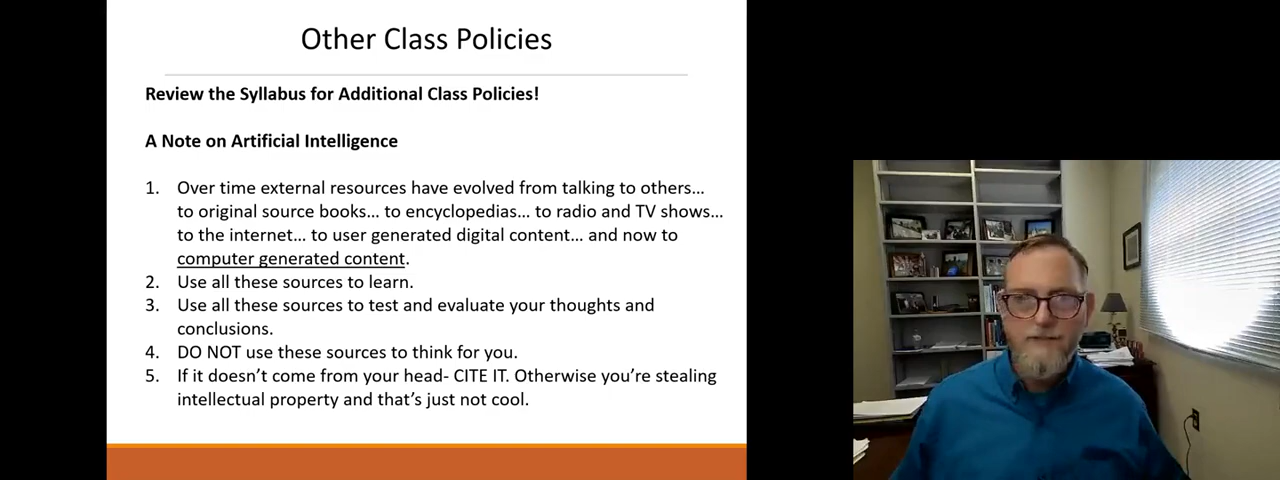 Other Class Policies
Review the Syllabus for Additional Class Policies!
A Note on Artificial Intelligence
1. Over time external resources have evolved from talking to others...
to original source books... to encyclopedias... to radio and TV shows...
to the internet... to user generated digital content... and now to
computer generated content.
2. Use all these sources to learn.
3. Use all these sources to test and evaluate your thoughts and
conclusions.
4. DO NOT use these sources to think for you.
5. If it doesn’t come from your head- CITE IT. Otherwise you’re stealing
intellectual property and that’s just not cool.